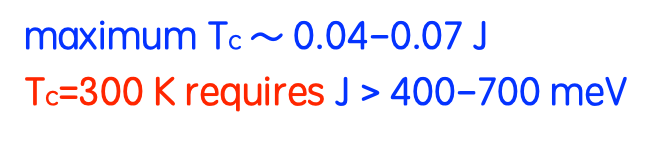 maximum Tc ~ 0.04-0.07 J
Tc=300 K requires J > 400-700 meV